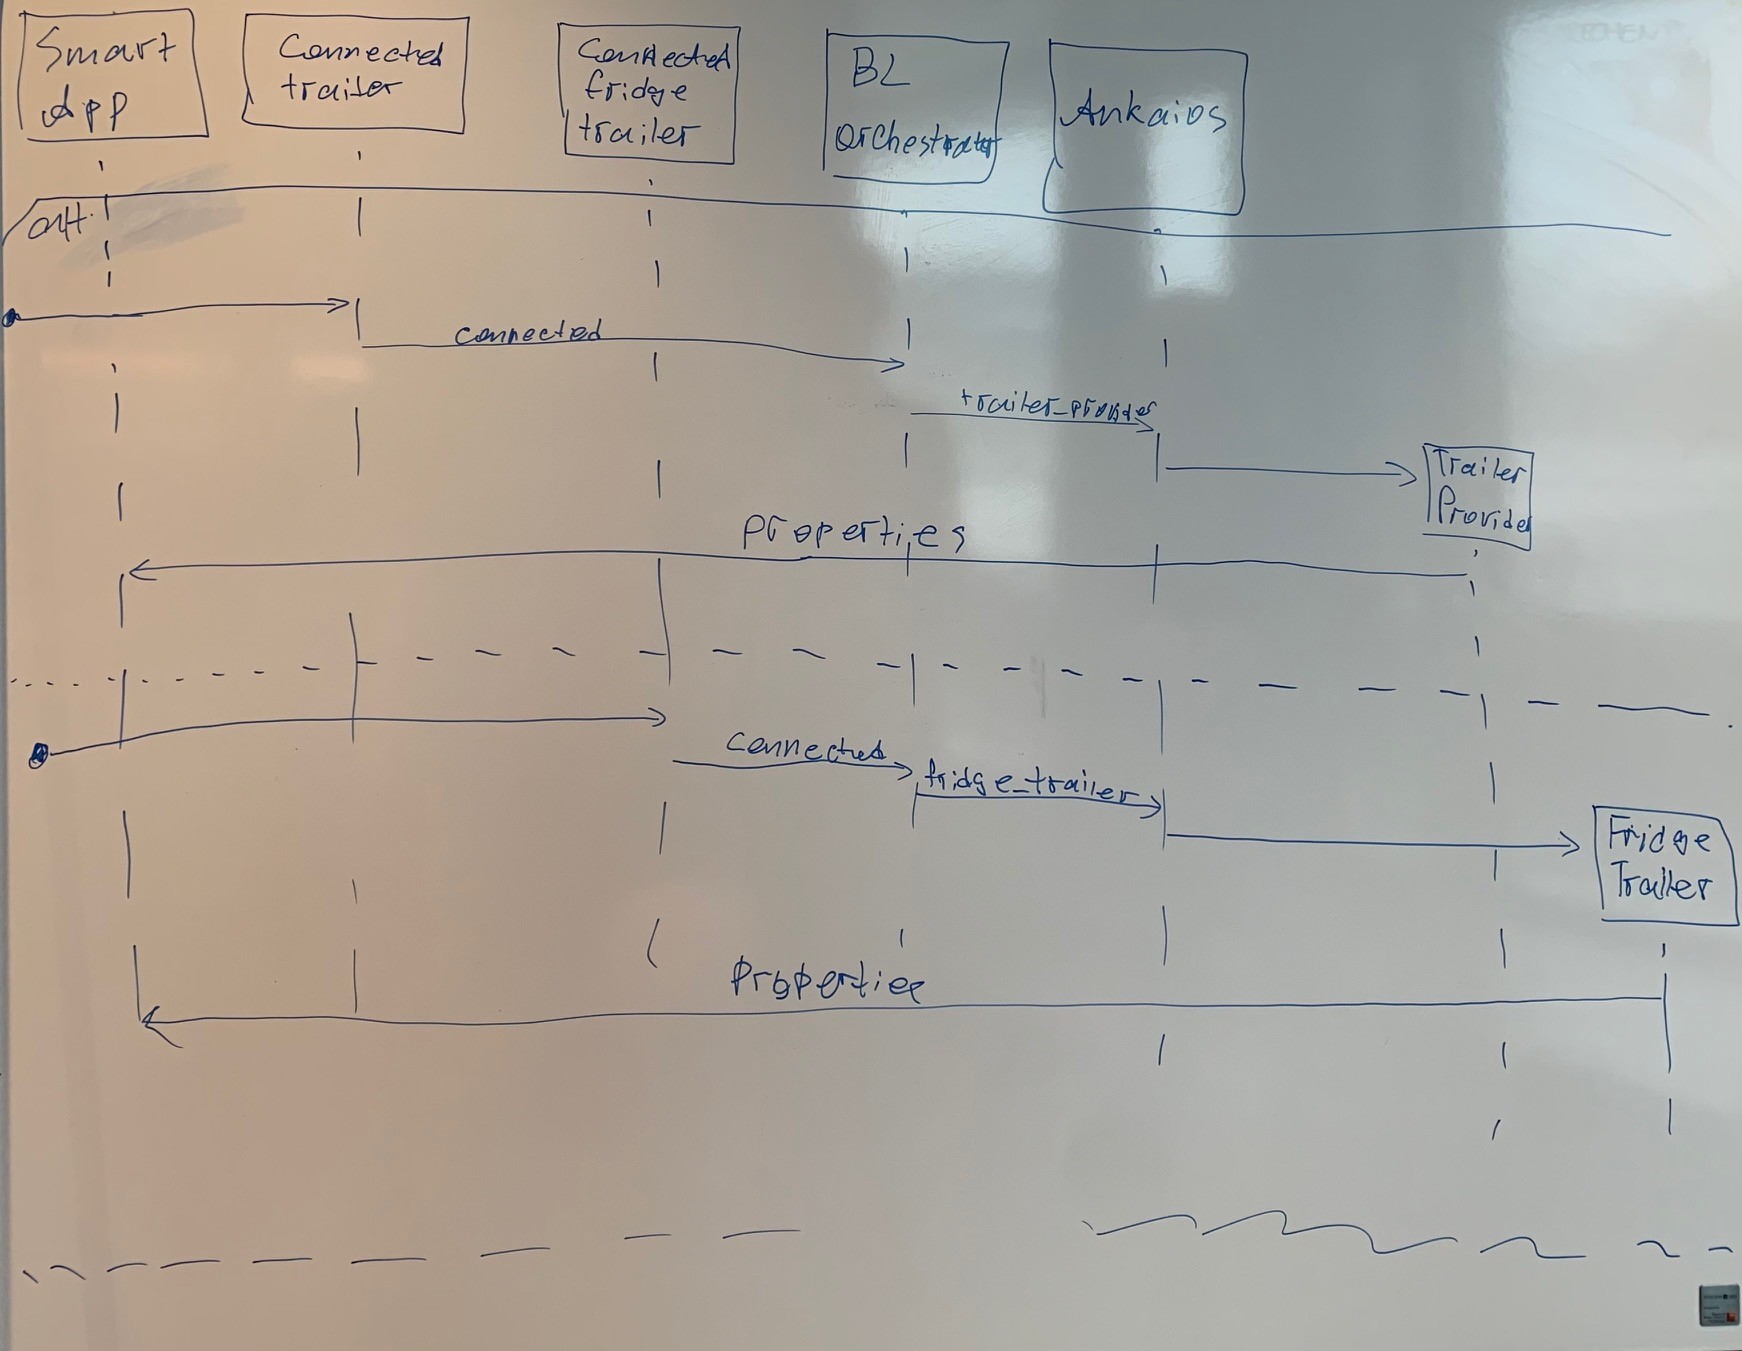 Smart
App
Connected
trailer
Connected
fridge
trailer
BL
Orchestrator
Ankaios
alt
connected
trailer_provider
Trailer
Provider
properties
connected
fridge_trailer
Fridge
Trailer
Properties